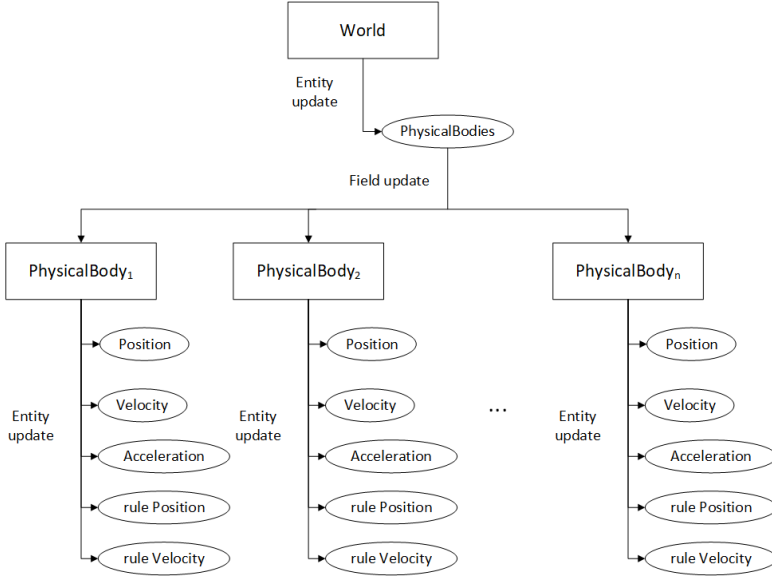 World
Entity
update
PhysicalBodies
Field update
PhysicalBody₁
PhysicalBody₂
PhysicalBodyₙ
Position
Position
Position
Entity
update
Velocity
Entity
update
Velocity
...
Entity
update
Velocity
Acceleration
Acceleration
Acceleration
rule Position
rule Position
rule Position
rule Velocity
rule Velocity
rule Velocity